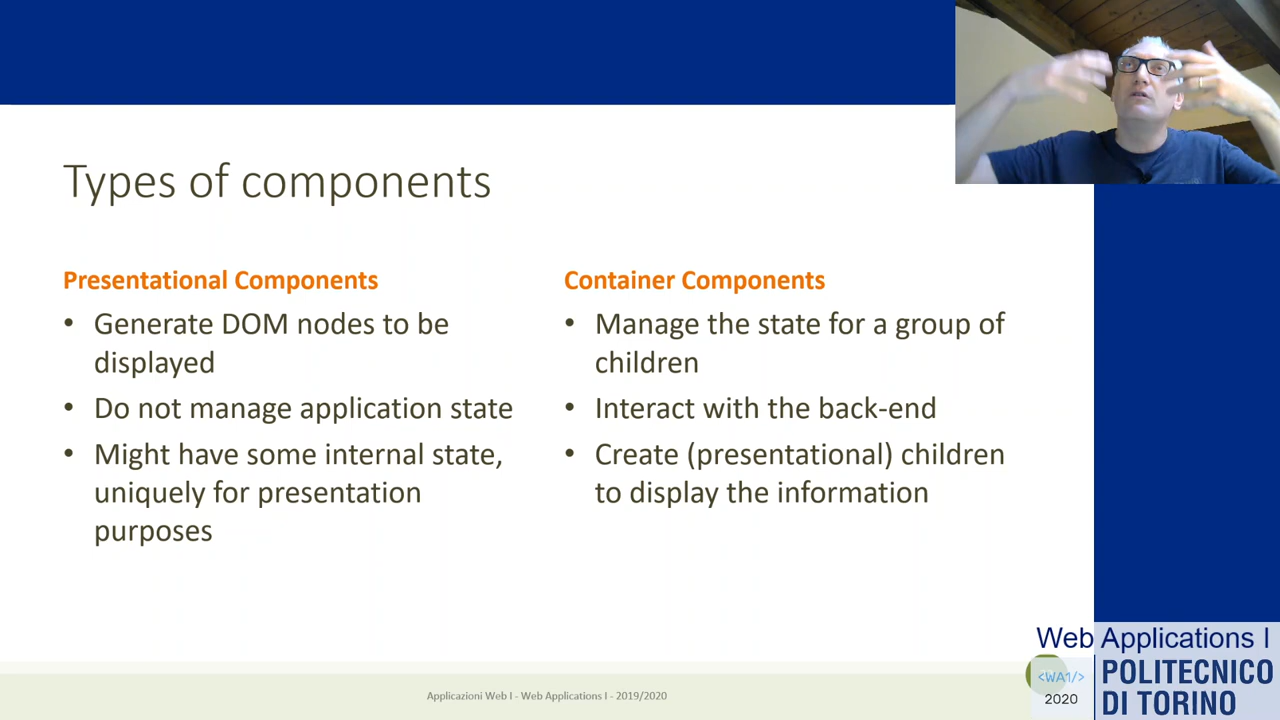 Types of components
Presentational Components
• Generate DOM nodes to be
displayed
• Do not manage application state
• Might have some internal state,
uniquely for presentation
purposes
Container Components
• Manage the state for a group of
children
• Interact with the back-end
• Create (presentational) children
to display the information
Applicazioni Web I - Web Applications I - 2019/2020
Web Applications I
<WA1/>
2020
POLITECNICO
DI TORINO